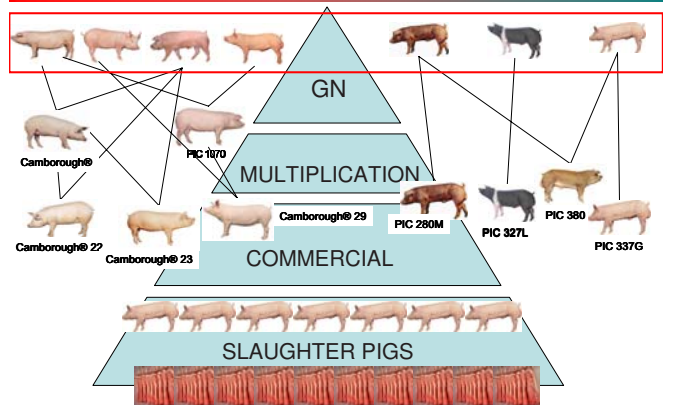 GN
Camborough®
PIC 1070
MULTIPLICATION
Camborough® 22
Camborough® 23
Camborough® 29
PIC 280M
PIC 327L
PIC 380
PIC 337G
COMMERCIAL
SLAUGHTER PIGS